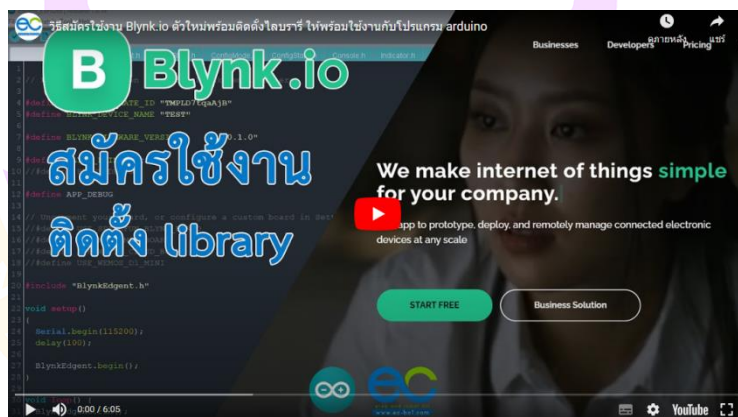 วิธีสมัครใช้งาน Blynk.io ตัวใหม่พร้อมติดตั้งไลบรารี่ ให้พร้อมใช้งานกับโปรแกรม arduino
ดูภายหลัง
แชร์
Businesses
Developers
Pricing
B Blynk.io
"TMPLD7tqaAjB"
"TEST"
สมัครใช้งาน
#define APP_DEBUG
ติดตั้ง library
#include "BlynkEdgent.h"
void setup()
{
Serial.begin(115200);
delay(100);
BlynkEdgent.begin();
}
We make internet of things simple
for your company.
app to prototype, deploy, and remotely manage connected electronic
devices at any scale
START FREE
Business Solution
0:00 / 6:05
YouTube